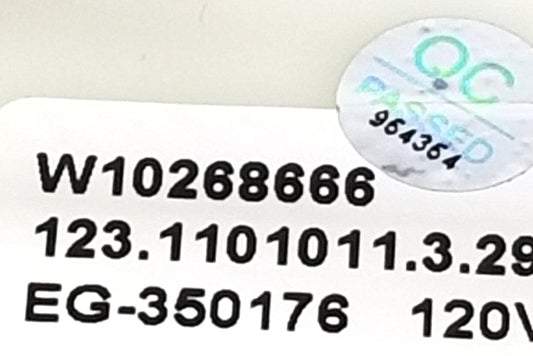 QC
PASSED
964364
W10268666
123.1101011.3.29
EG-350176 120V